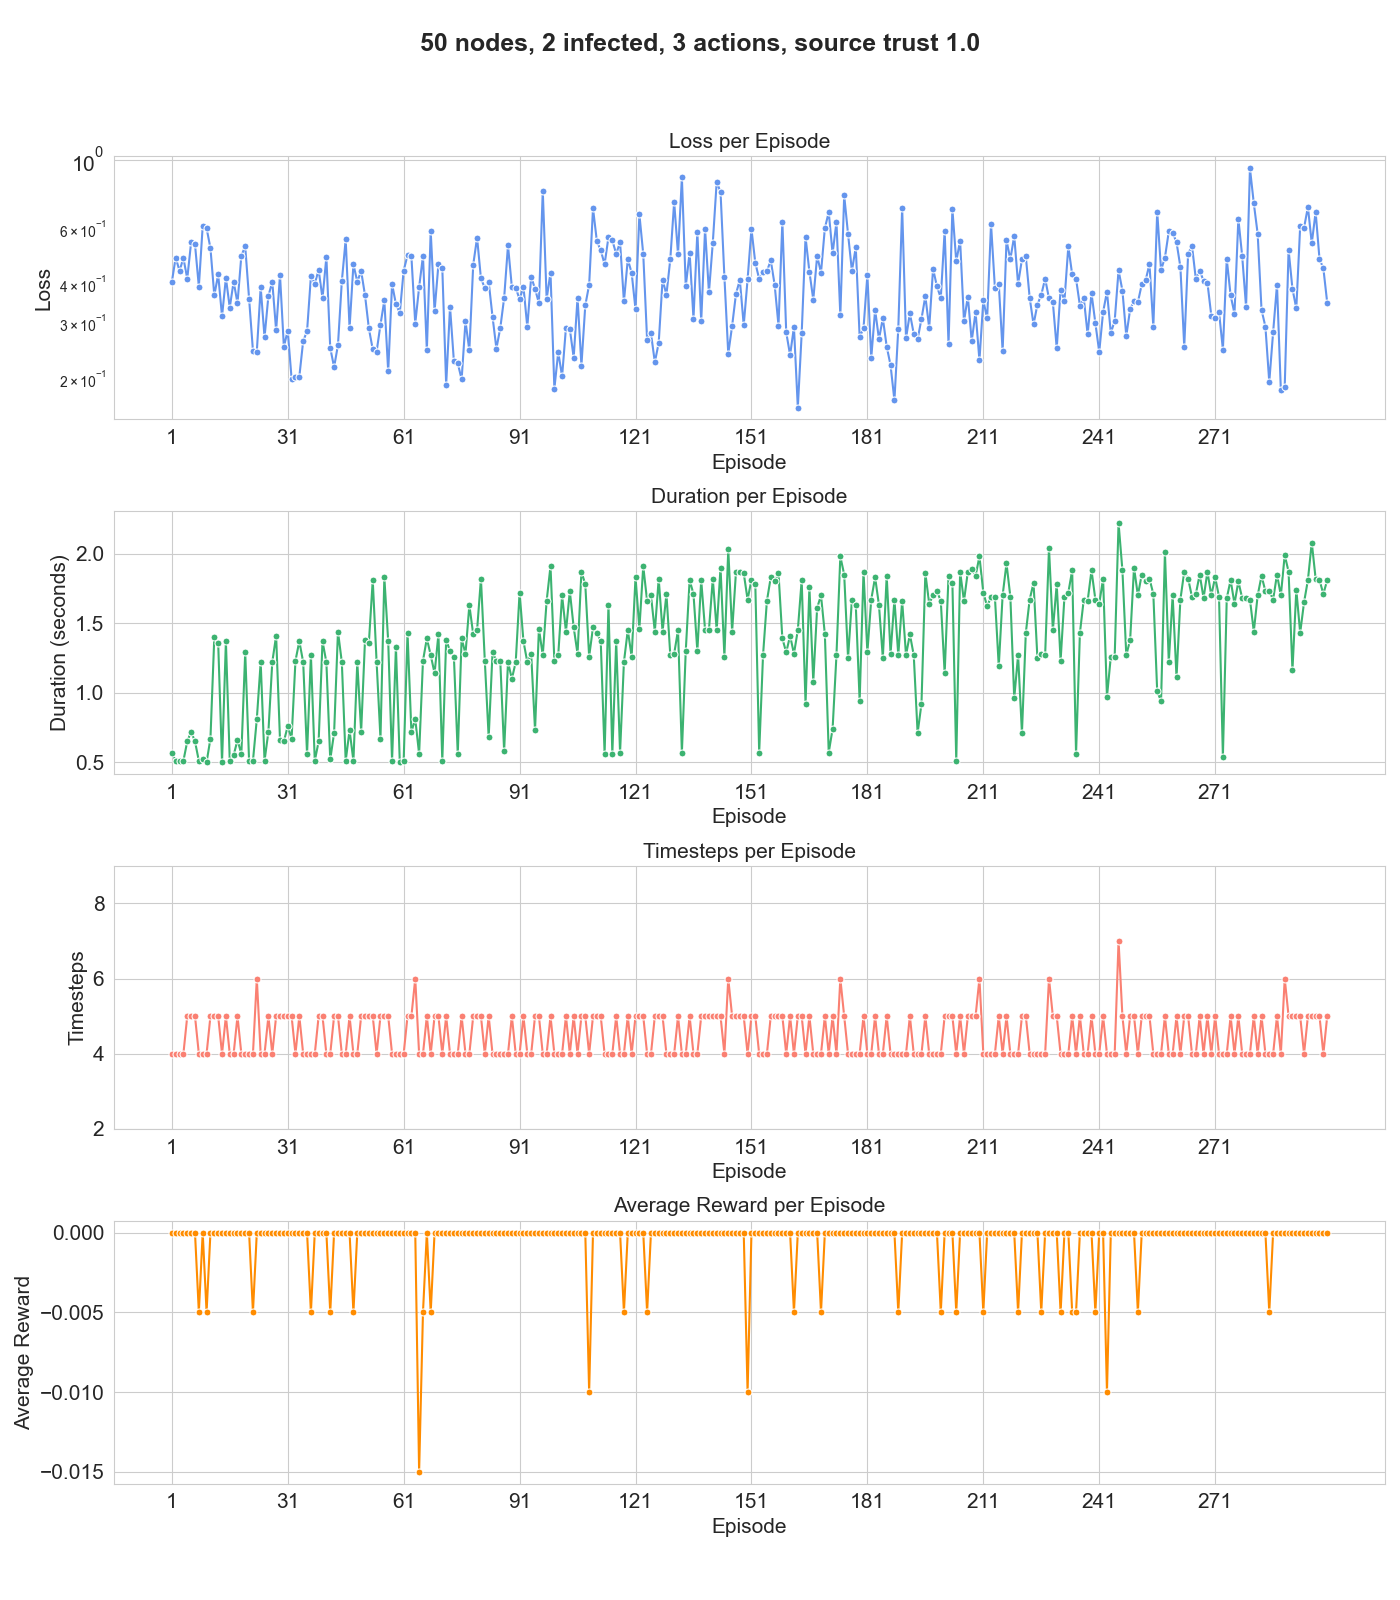 50 nodes, 2 infected, 3 actions, source trust 1.0
Loss per Episode
10⁰
6 × 10⁻¹
4 × 10⁻¹
3 × 10⁻¹
2 × 10⁻¹
Loss
1 31 61 91 121 151 181 211 241 271
Episode
Duration per Episode
2.0
1.5
1.0
0.5
Duration (seconds)
1 31 61 91 121 151 181 211 241 271
Episode
Timesteps per Episode
8
6
4
2
Timesteps
1 31 61 91 121 151 181 211 241 271
Episode
Average Reward per Episode
0.000
−0.005
−0.010
−0.015
Average Reward
1 31 61 91 121 151 181 211 241 271
Episode